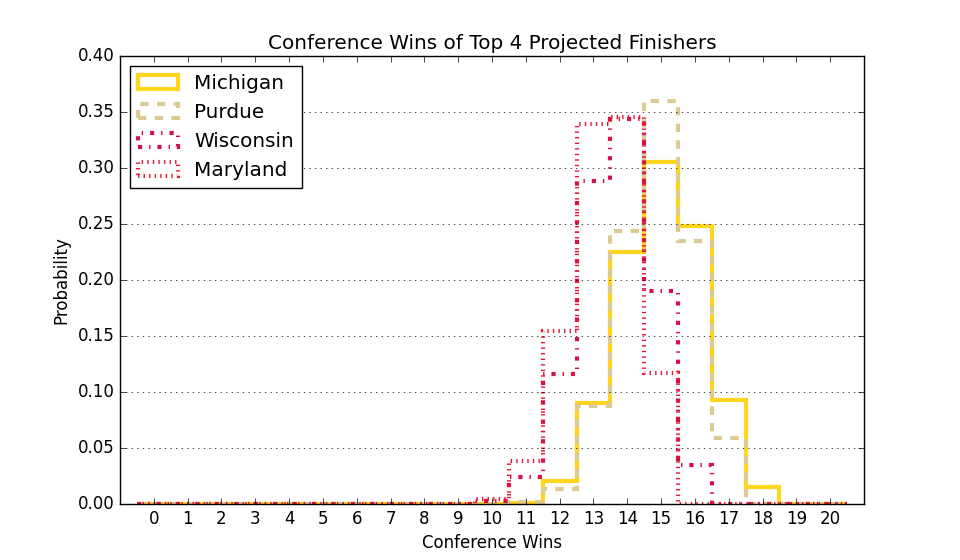 Conference Wins of Top 4 Projected Finishers
0.40
0.35
0.30
0.25
0.20
0.15
0.10
0.05
0.00
Probability
Michigan
Purdue
Wisconsin
Maryland
0 1 2 3 4 5 6 7 8 9 10 11 12 13 14 15 16 17 18 19 20
Conference Wins